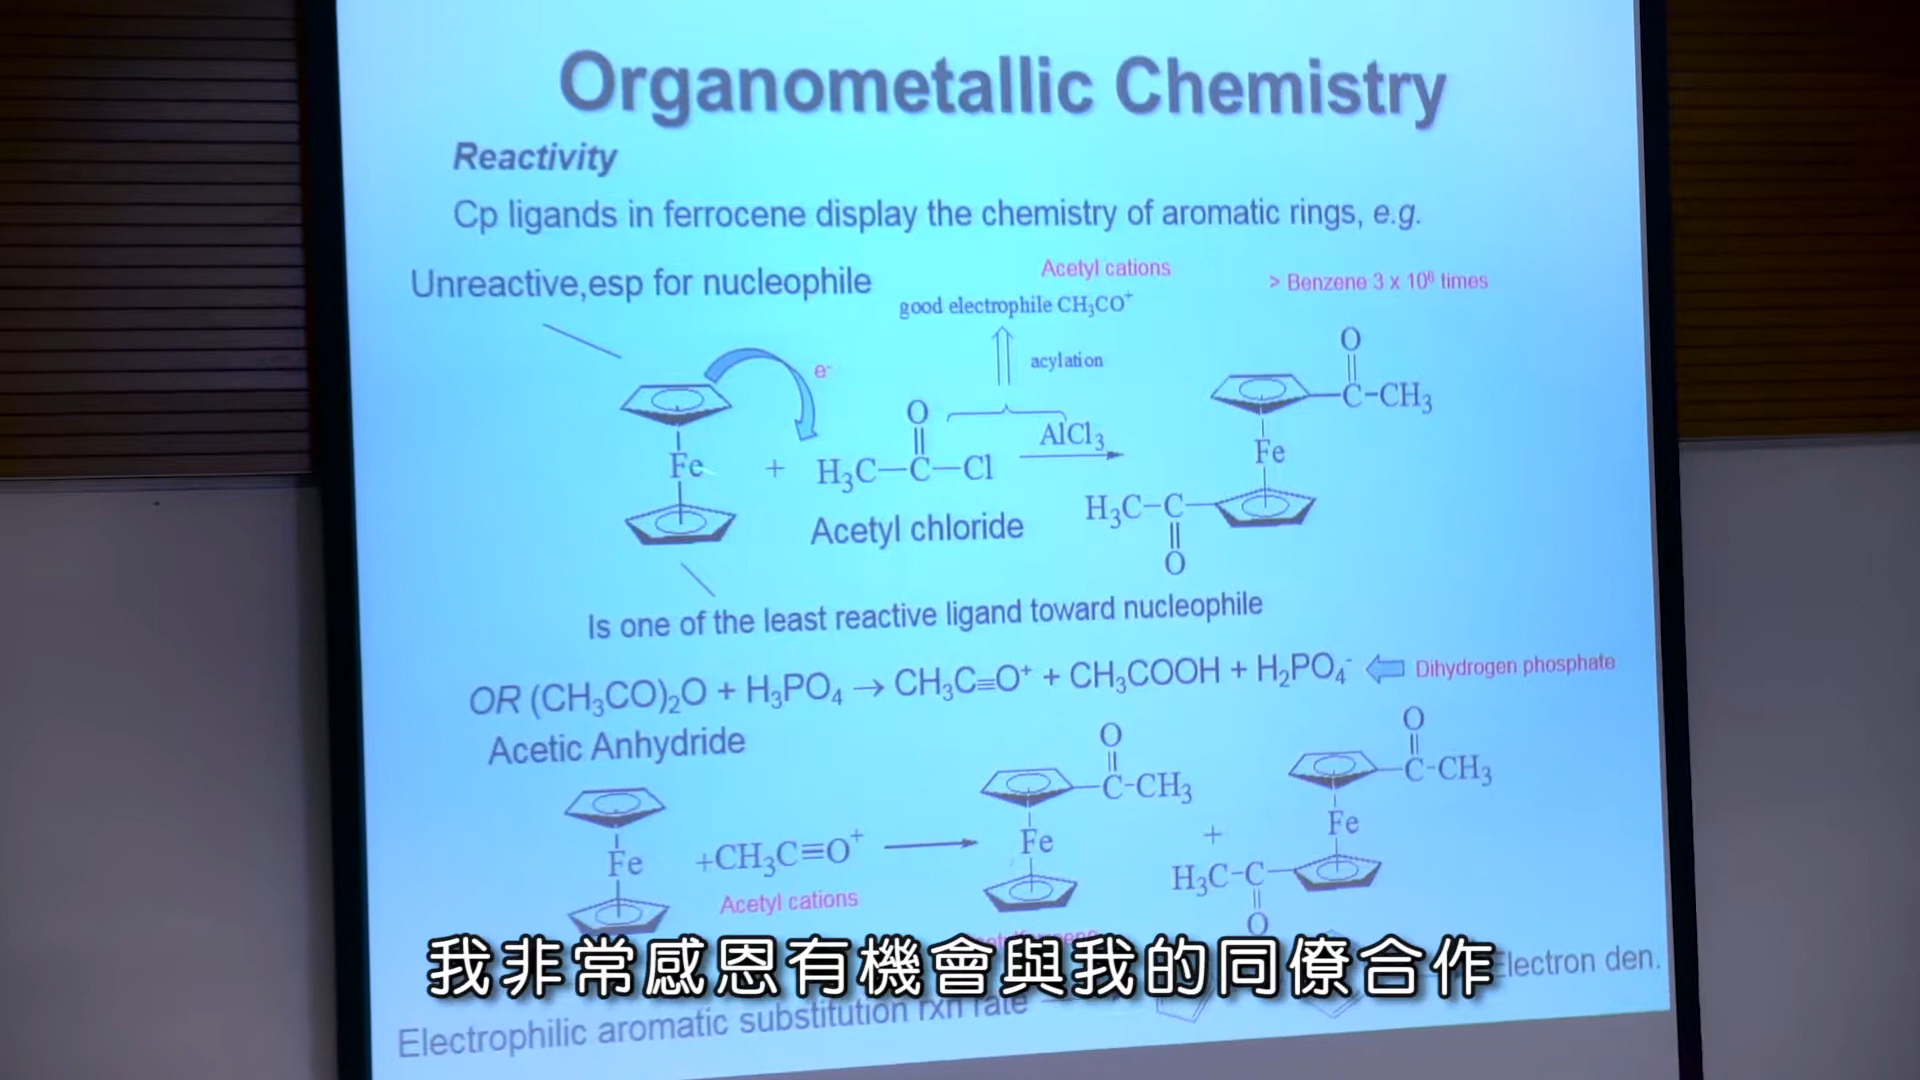 Organometallic Chemistry
Reactivity
Cp ligands in ferrocene display the chemistry of aromatic rings, e.g.
Unreactive,esp for nucleophile
Acetyl cations
> Benzene 3 x 10⁶ times
good electrophile CH₃CO⁺
acylation
e⁻
O
O
C-CH₃
AlCl₃
Fe
+
H₃C—C—Cl
Fe
H₃C-C
O
Acetyl chloride
Is one of the least reactive ligand toward nucleophile
OR (CH₃CO)₂O + H₃PO₄ → CH₃C≡O⁺ + CH₃COOH + H₂PO₄⁻
Dihydrogen phosphate
Acetic Anhydride
O
C-CH₃
O
C-CH₃
Fe
+CH₃C≡O⁺
Fe
+
Fe
H₃C-C
O
Acetyl cations
我非常感恩有機會與我的同僚合作
lectron den.
Electrophilic aromatic substitution rxn rate